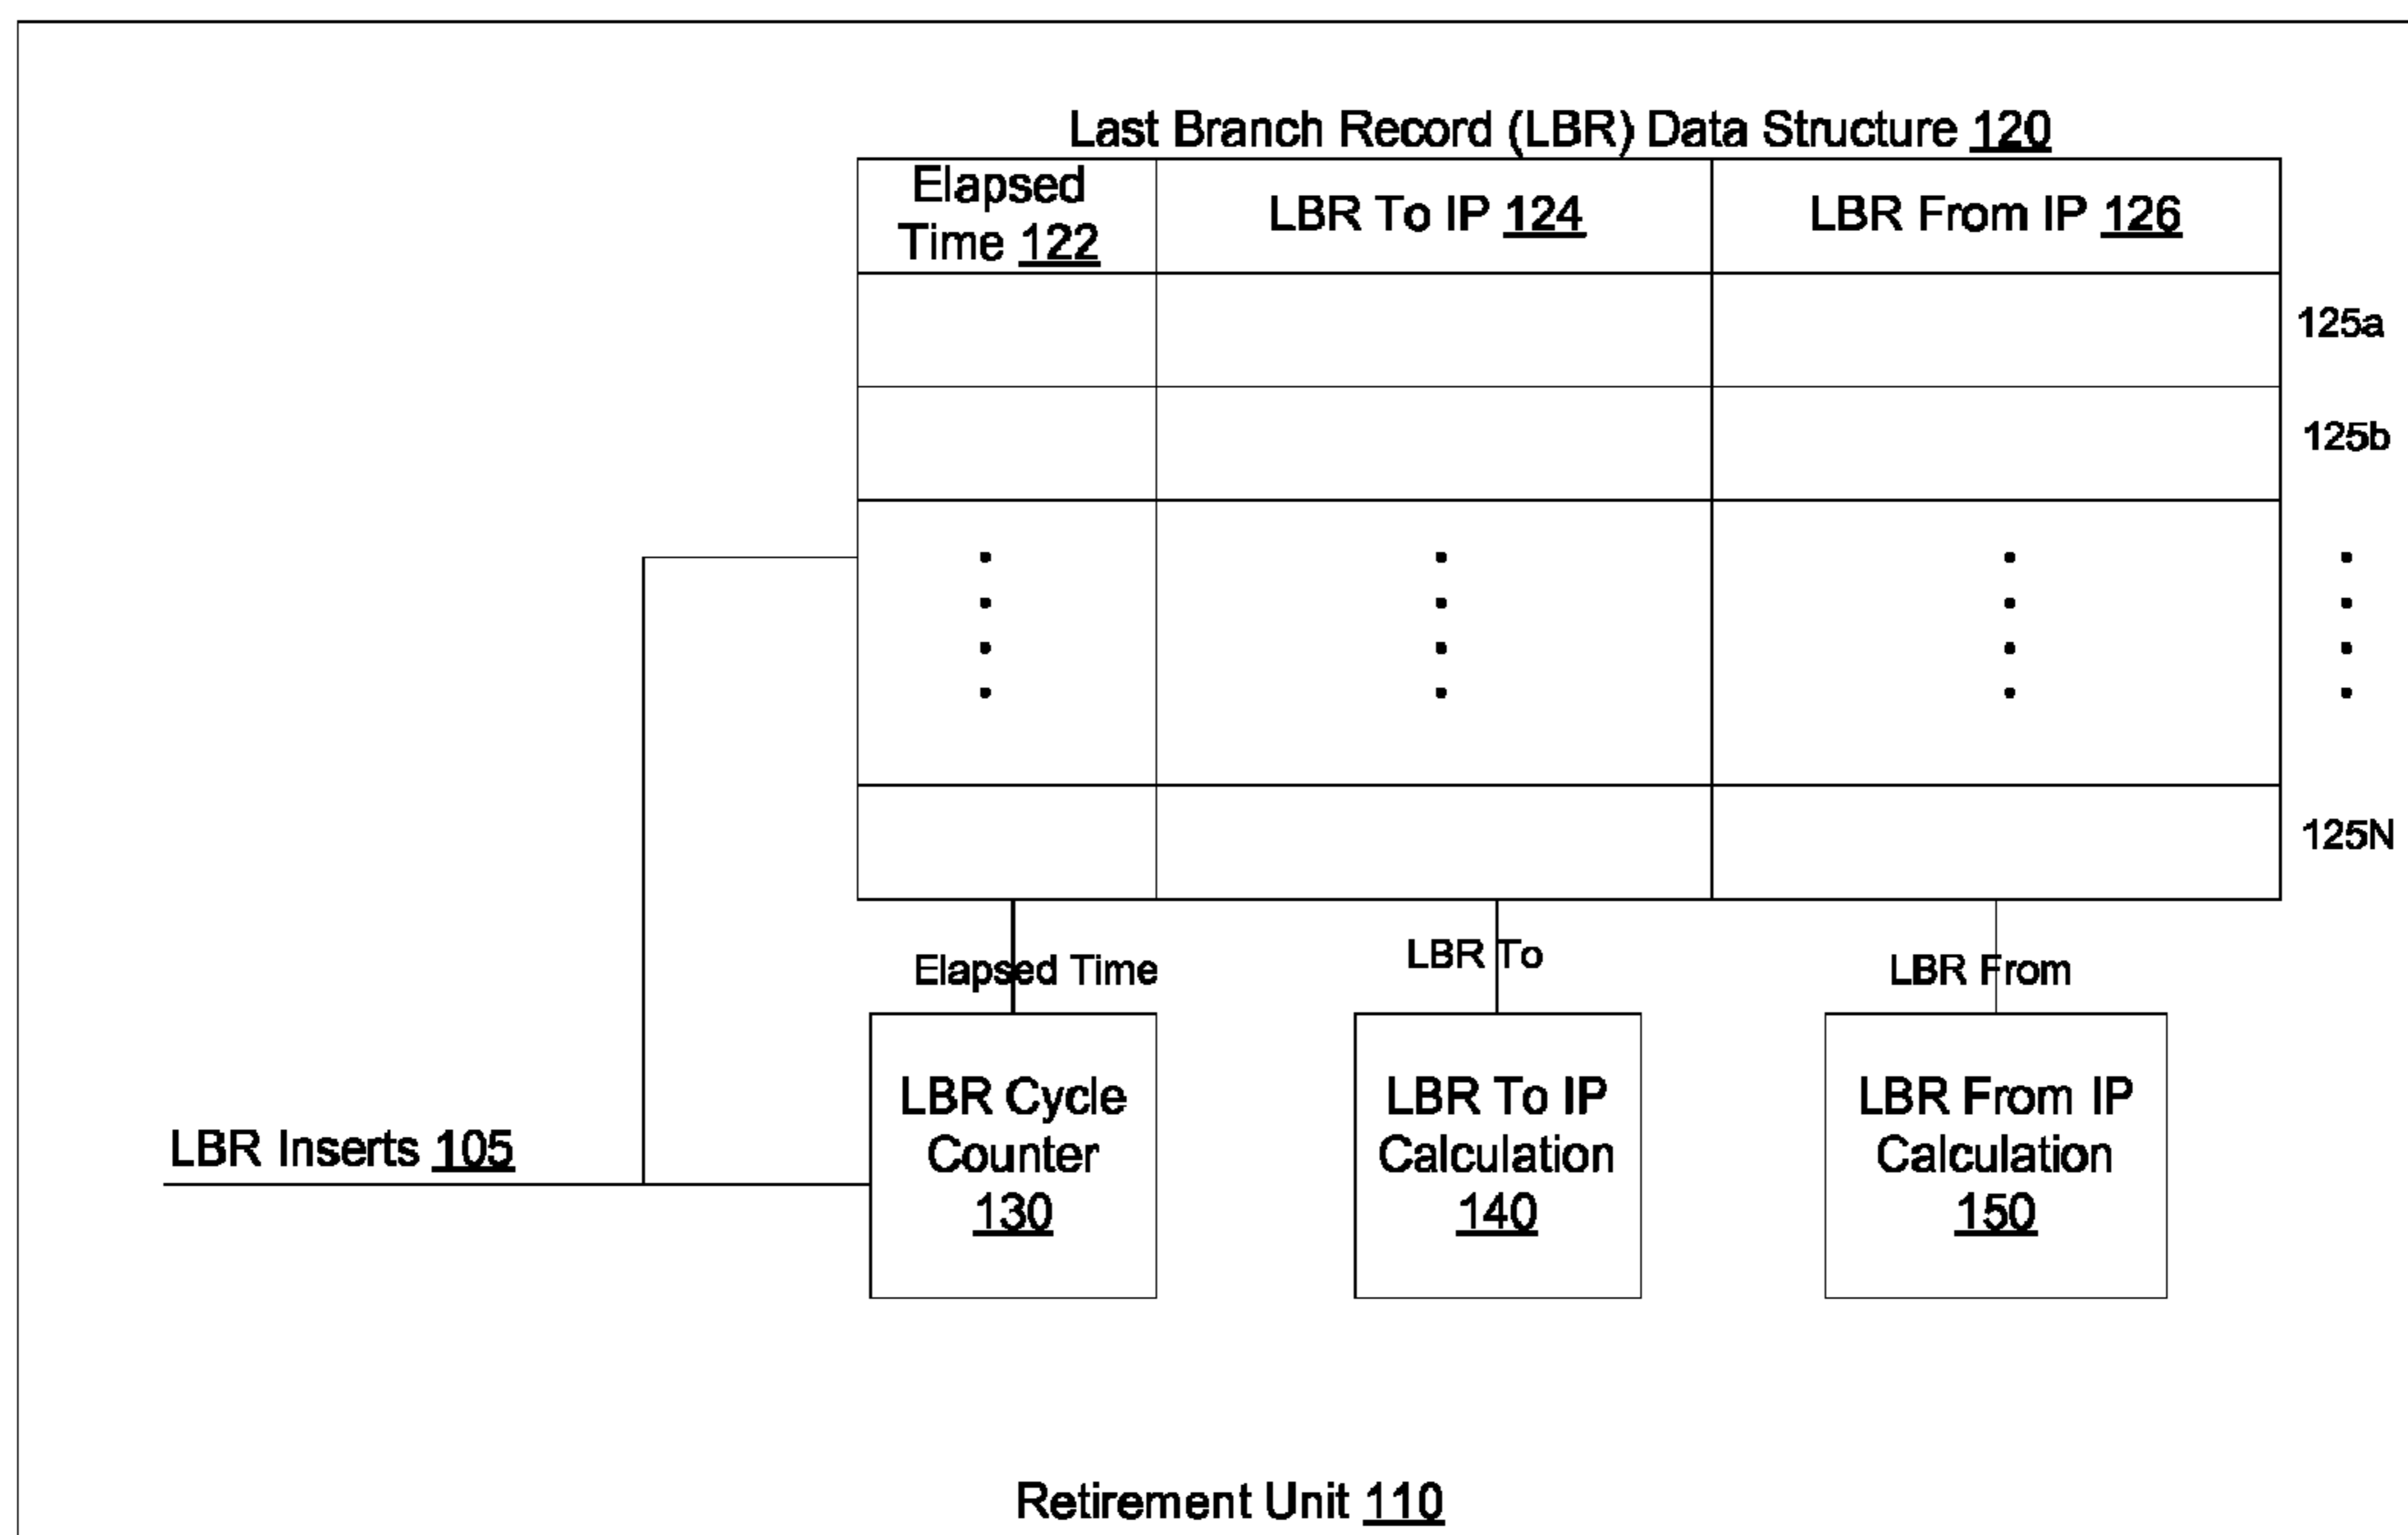 Last Branch Record (LBR) Data Structure 120
Elapsed
Time 122
LBR To IP 124
LBR From IP 126
125a
125b
125N
Elapsed Time
LBR To
LBR From
LBR Cycle
Counter
130
LBR To IP
Calculation
140
LBR From IP
Calculation
150
LBR Inserts 105
Retirement Unit 110